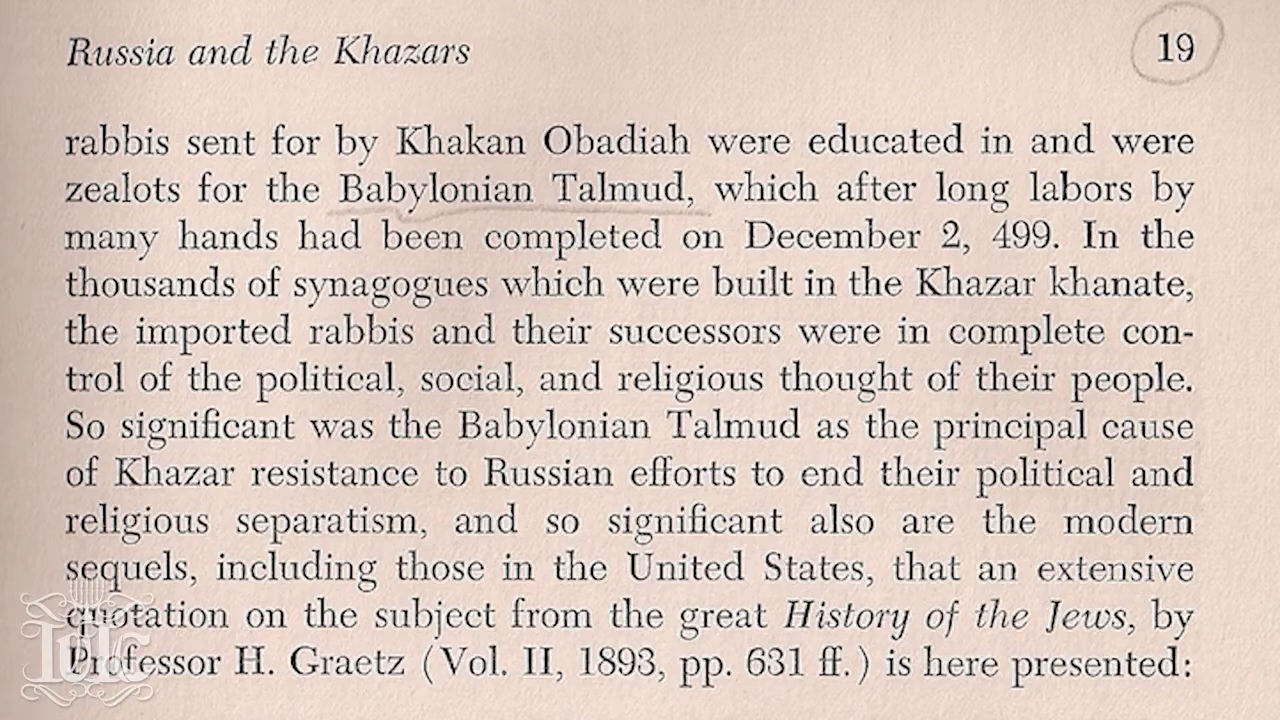 Russia and the Khazars 19
rabbis sent for by Khakan Obadiah were educated in and were
zealots for the Babylonian Talmud, which after long labors by
many hands had been completed on December 2, 499. In the
thousands of synagogues which were built in the Khazar khanate,
the imported rabbis and their successors were in complete con-
trol of the political, social, and religious thought of their people.
So significant was the Babylonian Talmud as the principal cause
of Khazar resistance to Russian efforts to end their political and
religious separatism, and so significant also are the modern
sequels, including those in the United States, that an extensive
quotation on the subject from the great History of the Jews, by
Professor H. Graetz (Vol. II, 1893, pp. 631 ff.) is here presented: